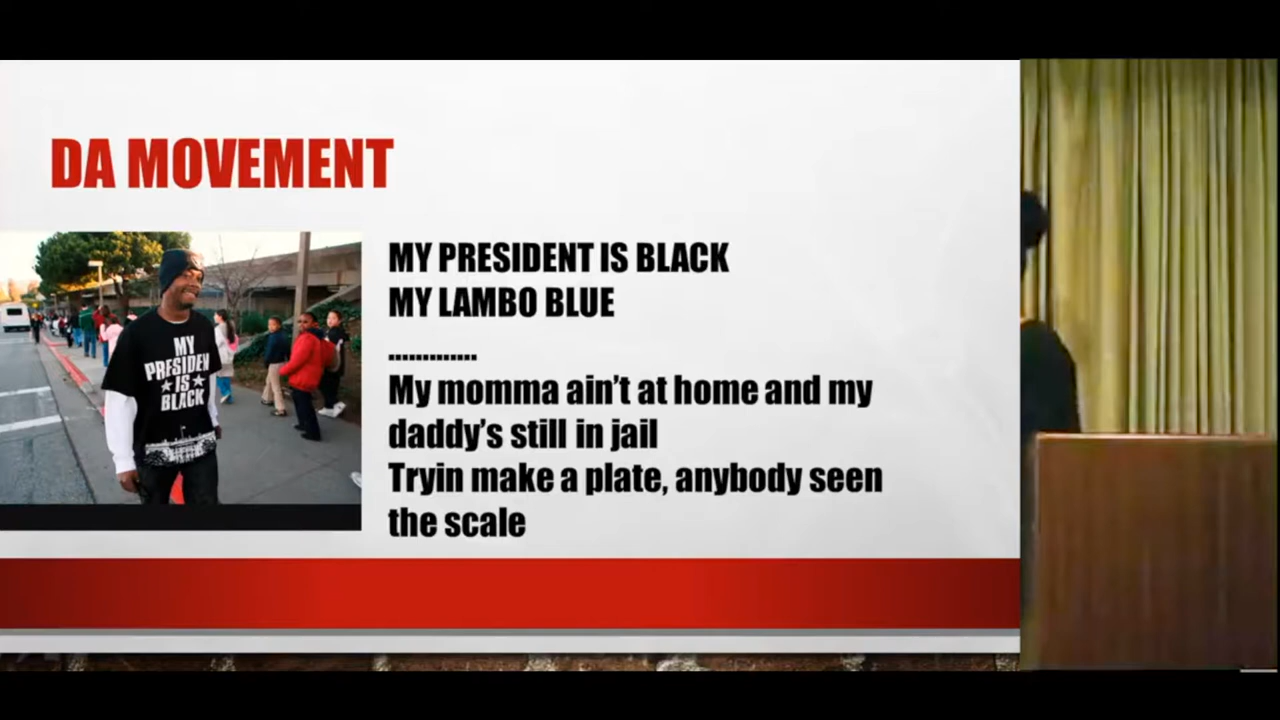 DA MOVEMENT
MY PRESIDENT IS BLACK
MY LAMBO BLUE
.............
My momma ain't at home and my
daddy's still in jail
Tryin make a plate, anybody seen
the scale
MY
PRESIDEN
IS
BLACK